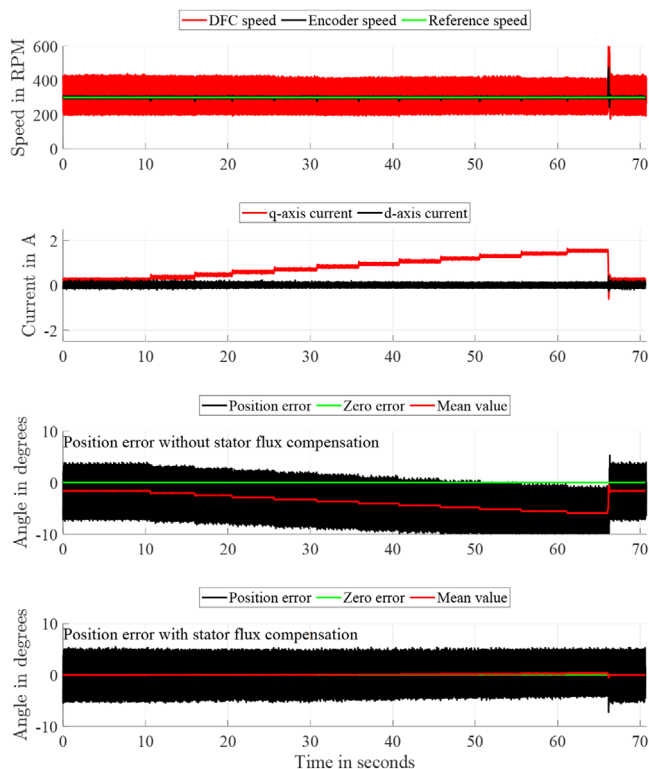 DFC speed Encoder speed Reference speed
600
400
200
0
Speed in RPM
0 10 20 30 40 50 60 70
q-axis current d-axis current
2
0
-2
Current in A
0 10 20 30 40 50 60 70
Position error Zero error Mean value
10
Position error without stator flux compensation
0
-10
Angle in degrees
0 10 20 30 40 50 60 70
Position error Zero error Mean value
10
Position error with stator flux compensation
0
-10
Angle in degrees
0 10 20 30 40 50 60 70
Time in seconds